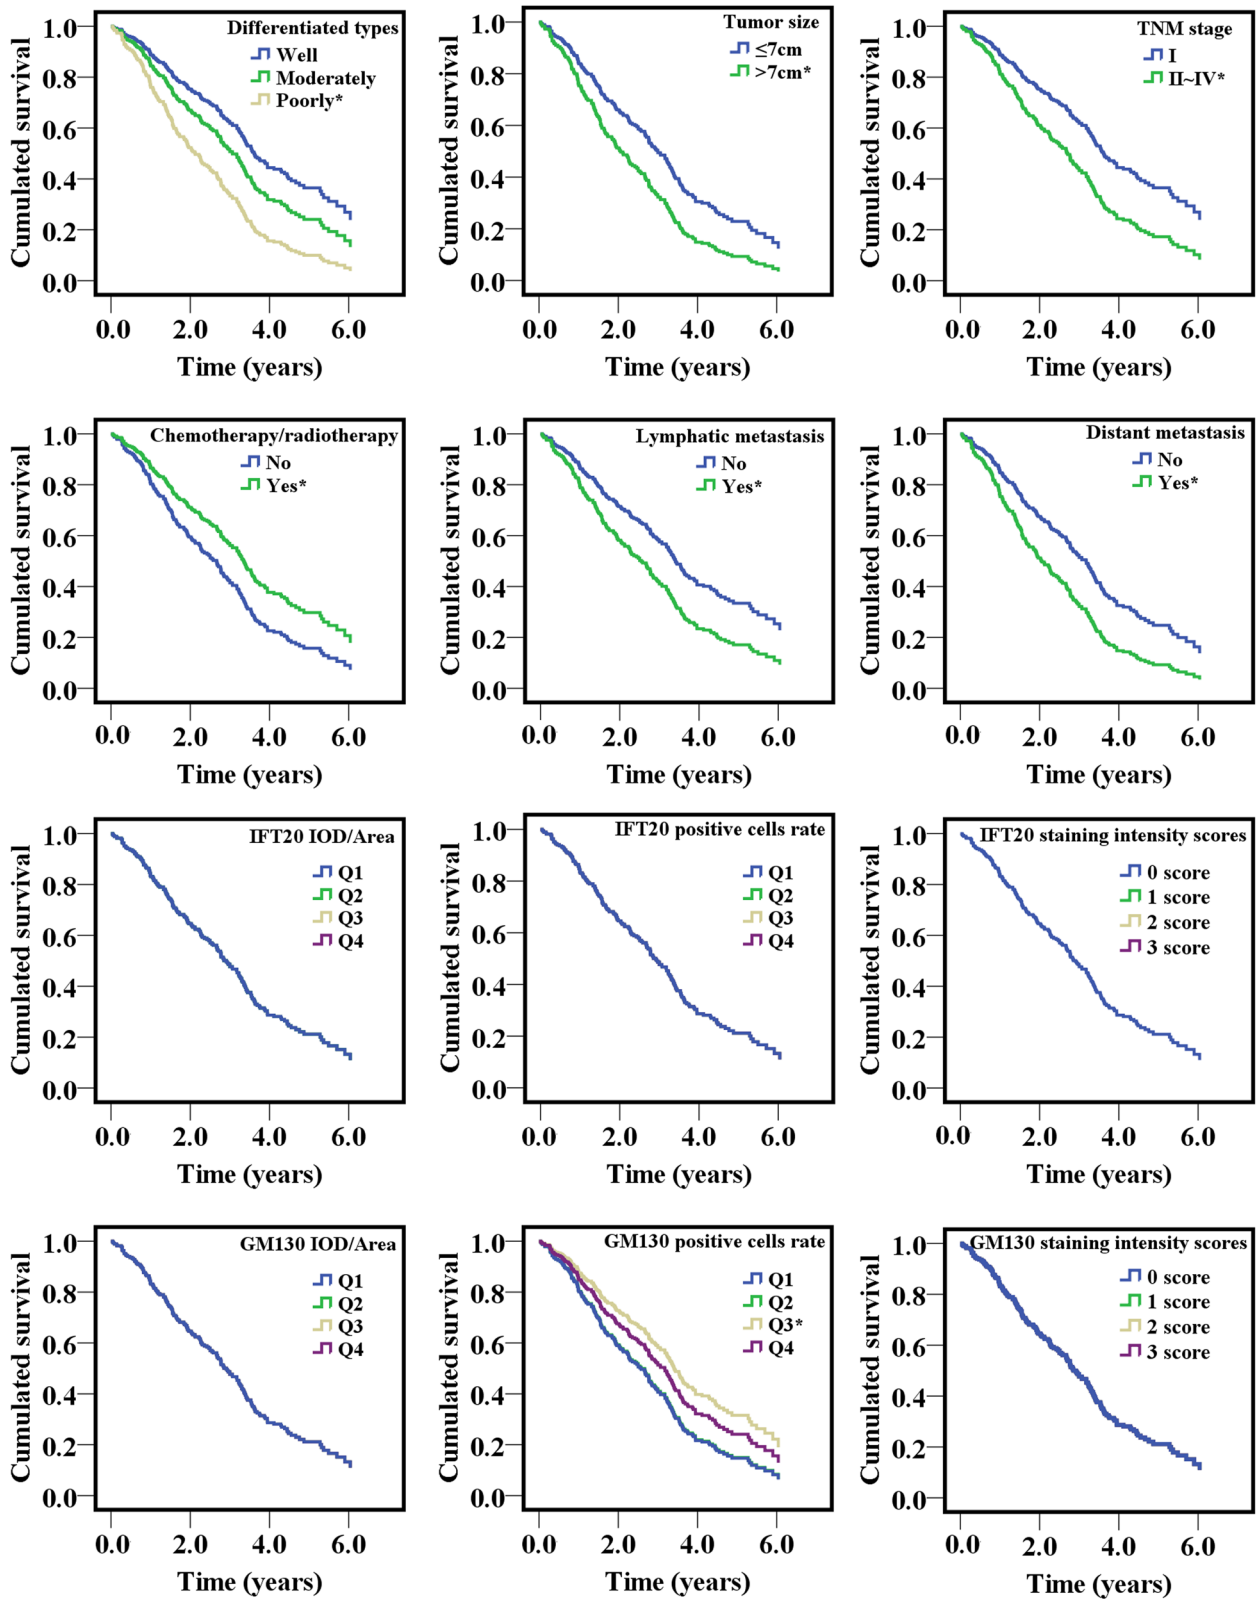 Differentiated types
Well
Moderately
Poorly*
Cumulated survival
1.0
0.8
0.6
0.4
0.2
0.0
0.0 2.0 4.0 6.0
Time (years)
Tumor size
≤7cm
>7cm*
Cumulated survival
1.0
0.8
0.6
0.4
0.2
0.0
0.0 2.0 4.0 6.0
Time (years)
TNM stage
I
II~IV*
Cumulated survival
1.0
0.8
0.6
0.4
0.2
0.0
0.0 2.0 4.0 6.0
Time (years)
Chemotherapy/radiotherapy
No
Yes*
Cumulated survival
1.0
0.8
0.6
0.4
0.2
0.0
0.0 2.0 4.0 6.0
Time (years)
Lymphatic metastasis
No
Yes*
Cumulated survival
1.0
0.8
0.6
0.4
0.2
0.0
0.0 2.0 4.0 6.0
Time (years)
Distant metastasis
No
Yes*
Cumulated survival
1.0
0.8
0.6
0.4
0.2
0.0
0.0 2.0 4.0 6.0
Time (years)
IFT20 IOD/Area
Q1
Q2
Q3
Q4
Cumulated survival
1.0
0.8
0.6
0.4
0.2
0.0
0.0 2.0 4.0 6.0
Time (years)
IFT20 positive cells rate
Q1
Q2
Q3
Q4
Cumulated survival
1.0
0.8
0.6
0.4
0.2
0.0
0.0 2.0 4.0 6.0
Time (years)
IFT20 staining intensity scores
0 score
1 score
2 score
3 score
Cumulated survival
1.0
0.8
0.6
0.4
0.2
0.0
0.0 2.0 4.0 6.0
Time (years)
GM130 IOD/Area
Q1
Q2
Q3
Q4
Cumulated survival
1.0
0.8
0.6
0.4
0.2
0.0
0.0 2.0 4.0 6.0
Time (years)
GM130 positive cells rate
Q1
Q2
Q3*
Q4
Cumulated survival
1.0
0.8
0.6
0.4
0.2
0.0
0.0 2.0 4.0 6.0
Time (years)
GM130 staining intensity scores
0 score
1 score
2 score
3 score
Cumulated survival
1.0
0.8
0.6
0.4
0.2
0.0
0.0 2.0 4.0 6.0
Time (years)